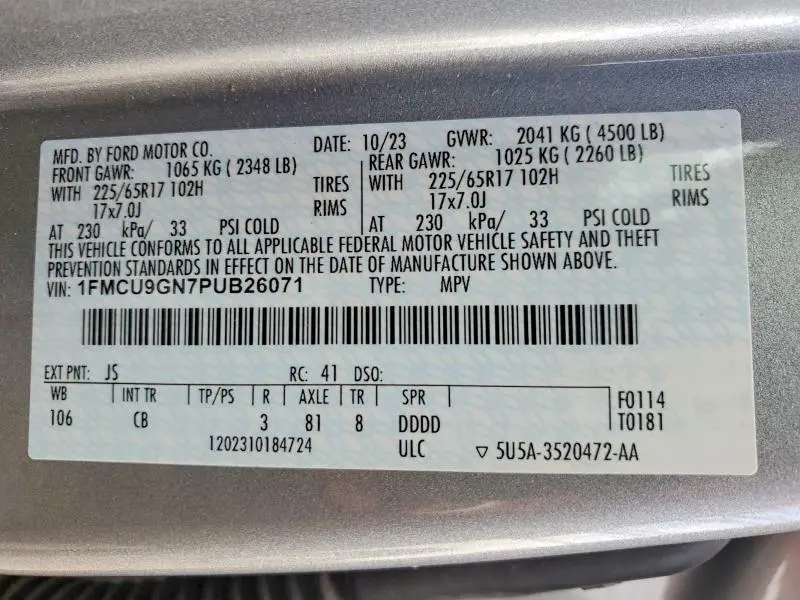 MFD. BY FORD MOTOR CO. DATE: 10/23 GVWR: 2041 KG ( 4500 LB)
FRONT GAWR: 1065 KG ( 2348 LB) REAR GAWR: 1025 KG ( 2260 LB)
WITH 225/65R17 102H TIRES WITH 225/65R17 102H TIRES
17x7.0J RIMS 17x7.0J RIMS
AT 230 kPa/ 33 PSI COLD AT 230 kPa/ 33 PSI COLD
THIS VEHICLE CONFORMS TO ALL APPLICABLE FEDERAL MOTOR VEHICLE SAFETY AND THEFT
PREVENTION STANDARDS IN EFFECT ON THE DATE OF MANUFACTURE SHOWN ABOVE.
VIN: 1FMCU9GN7PUB26071 TYPE: MPV
EXT PNT: JS RC: 41 DSO:
WB INT TR TP/PS R AXLE TR SPR F0114
106 CB 3 81 8 DDDD T0181
1202310184724 ULC ▽ 5U5A-3520472-AA